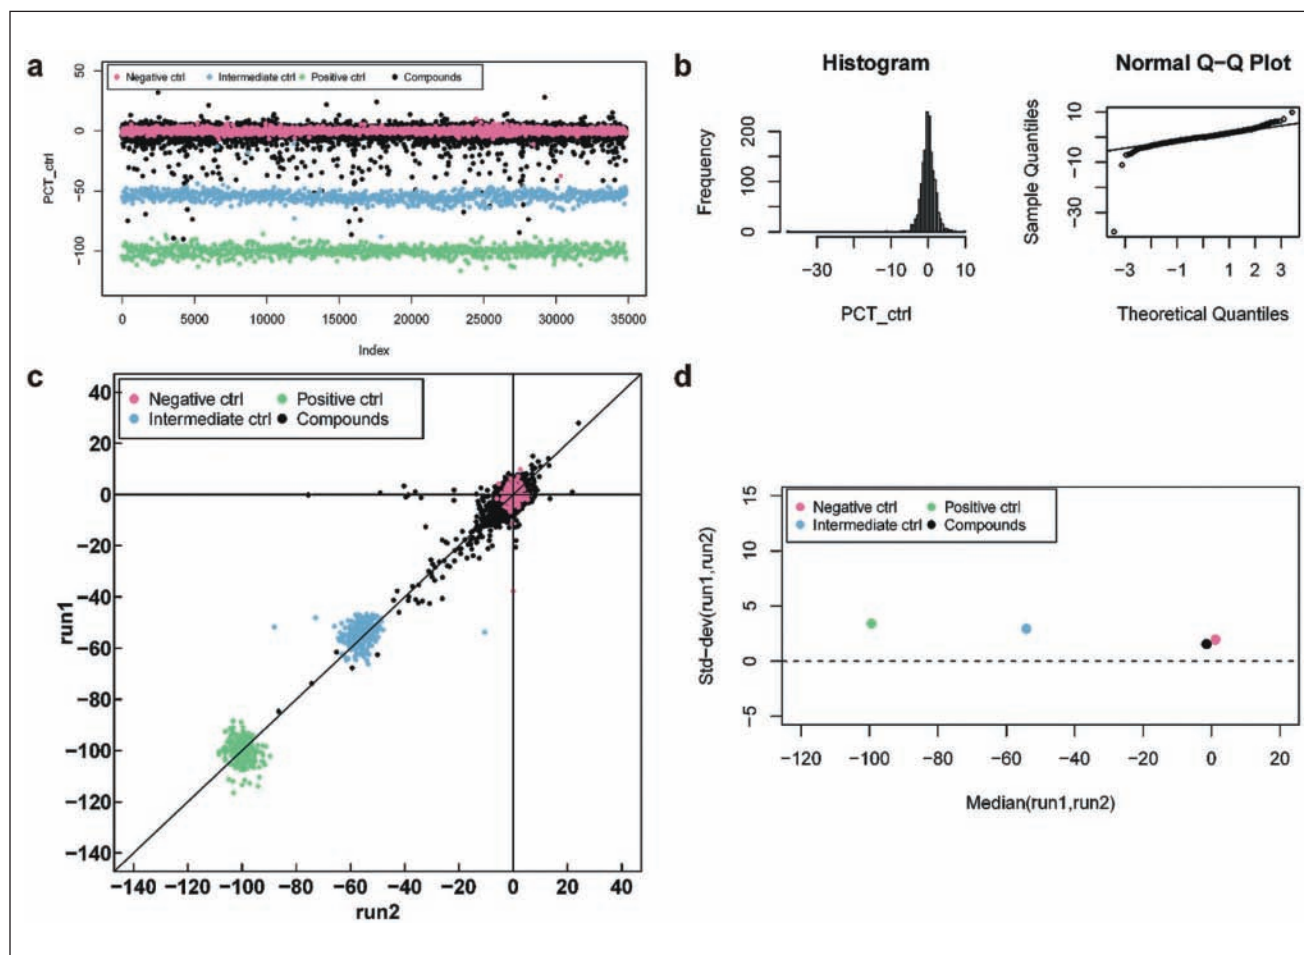 a
50
0
−50
−100
PCT_ctrl
Negative ctrl Intermediate ctrl Positive ctrl Compounds
0 5000 10000 15000 20000 25000 30000 35000
Index
b
Histogram
Frequency
200
100
0
−30 −10 0 10
PCT_ctrl
Normal Q−Q Plot
Sample Quantiles
10
−10
−30
−3 −1 1 2 3
Theoretical Quantiles
c
Negative ctrl Positive ctrl
Intermediate ctrl Compounds
run1
40
20
0
−20
−40
−60
−80
−100
−120
−140
−140 −120 −100 −80 −60 −40 −20 0 20 40
run2
d
Negative ctrl Positive ctrl
Intermediate ctrl Compounds
Std−dev(run1,run2)
15
10
5
0
−5
−120 −100 −80 −60 −40 −20 0 20
Median(run1,run2)